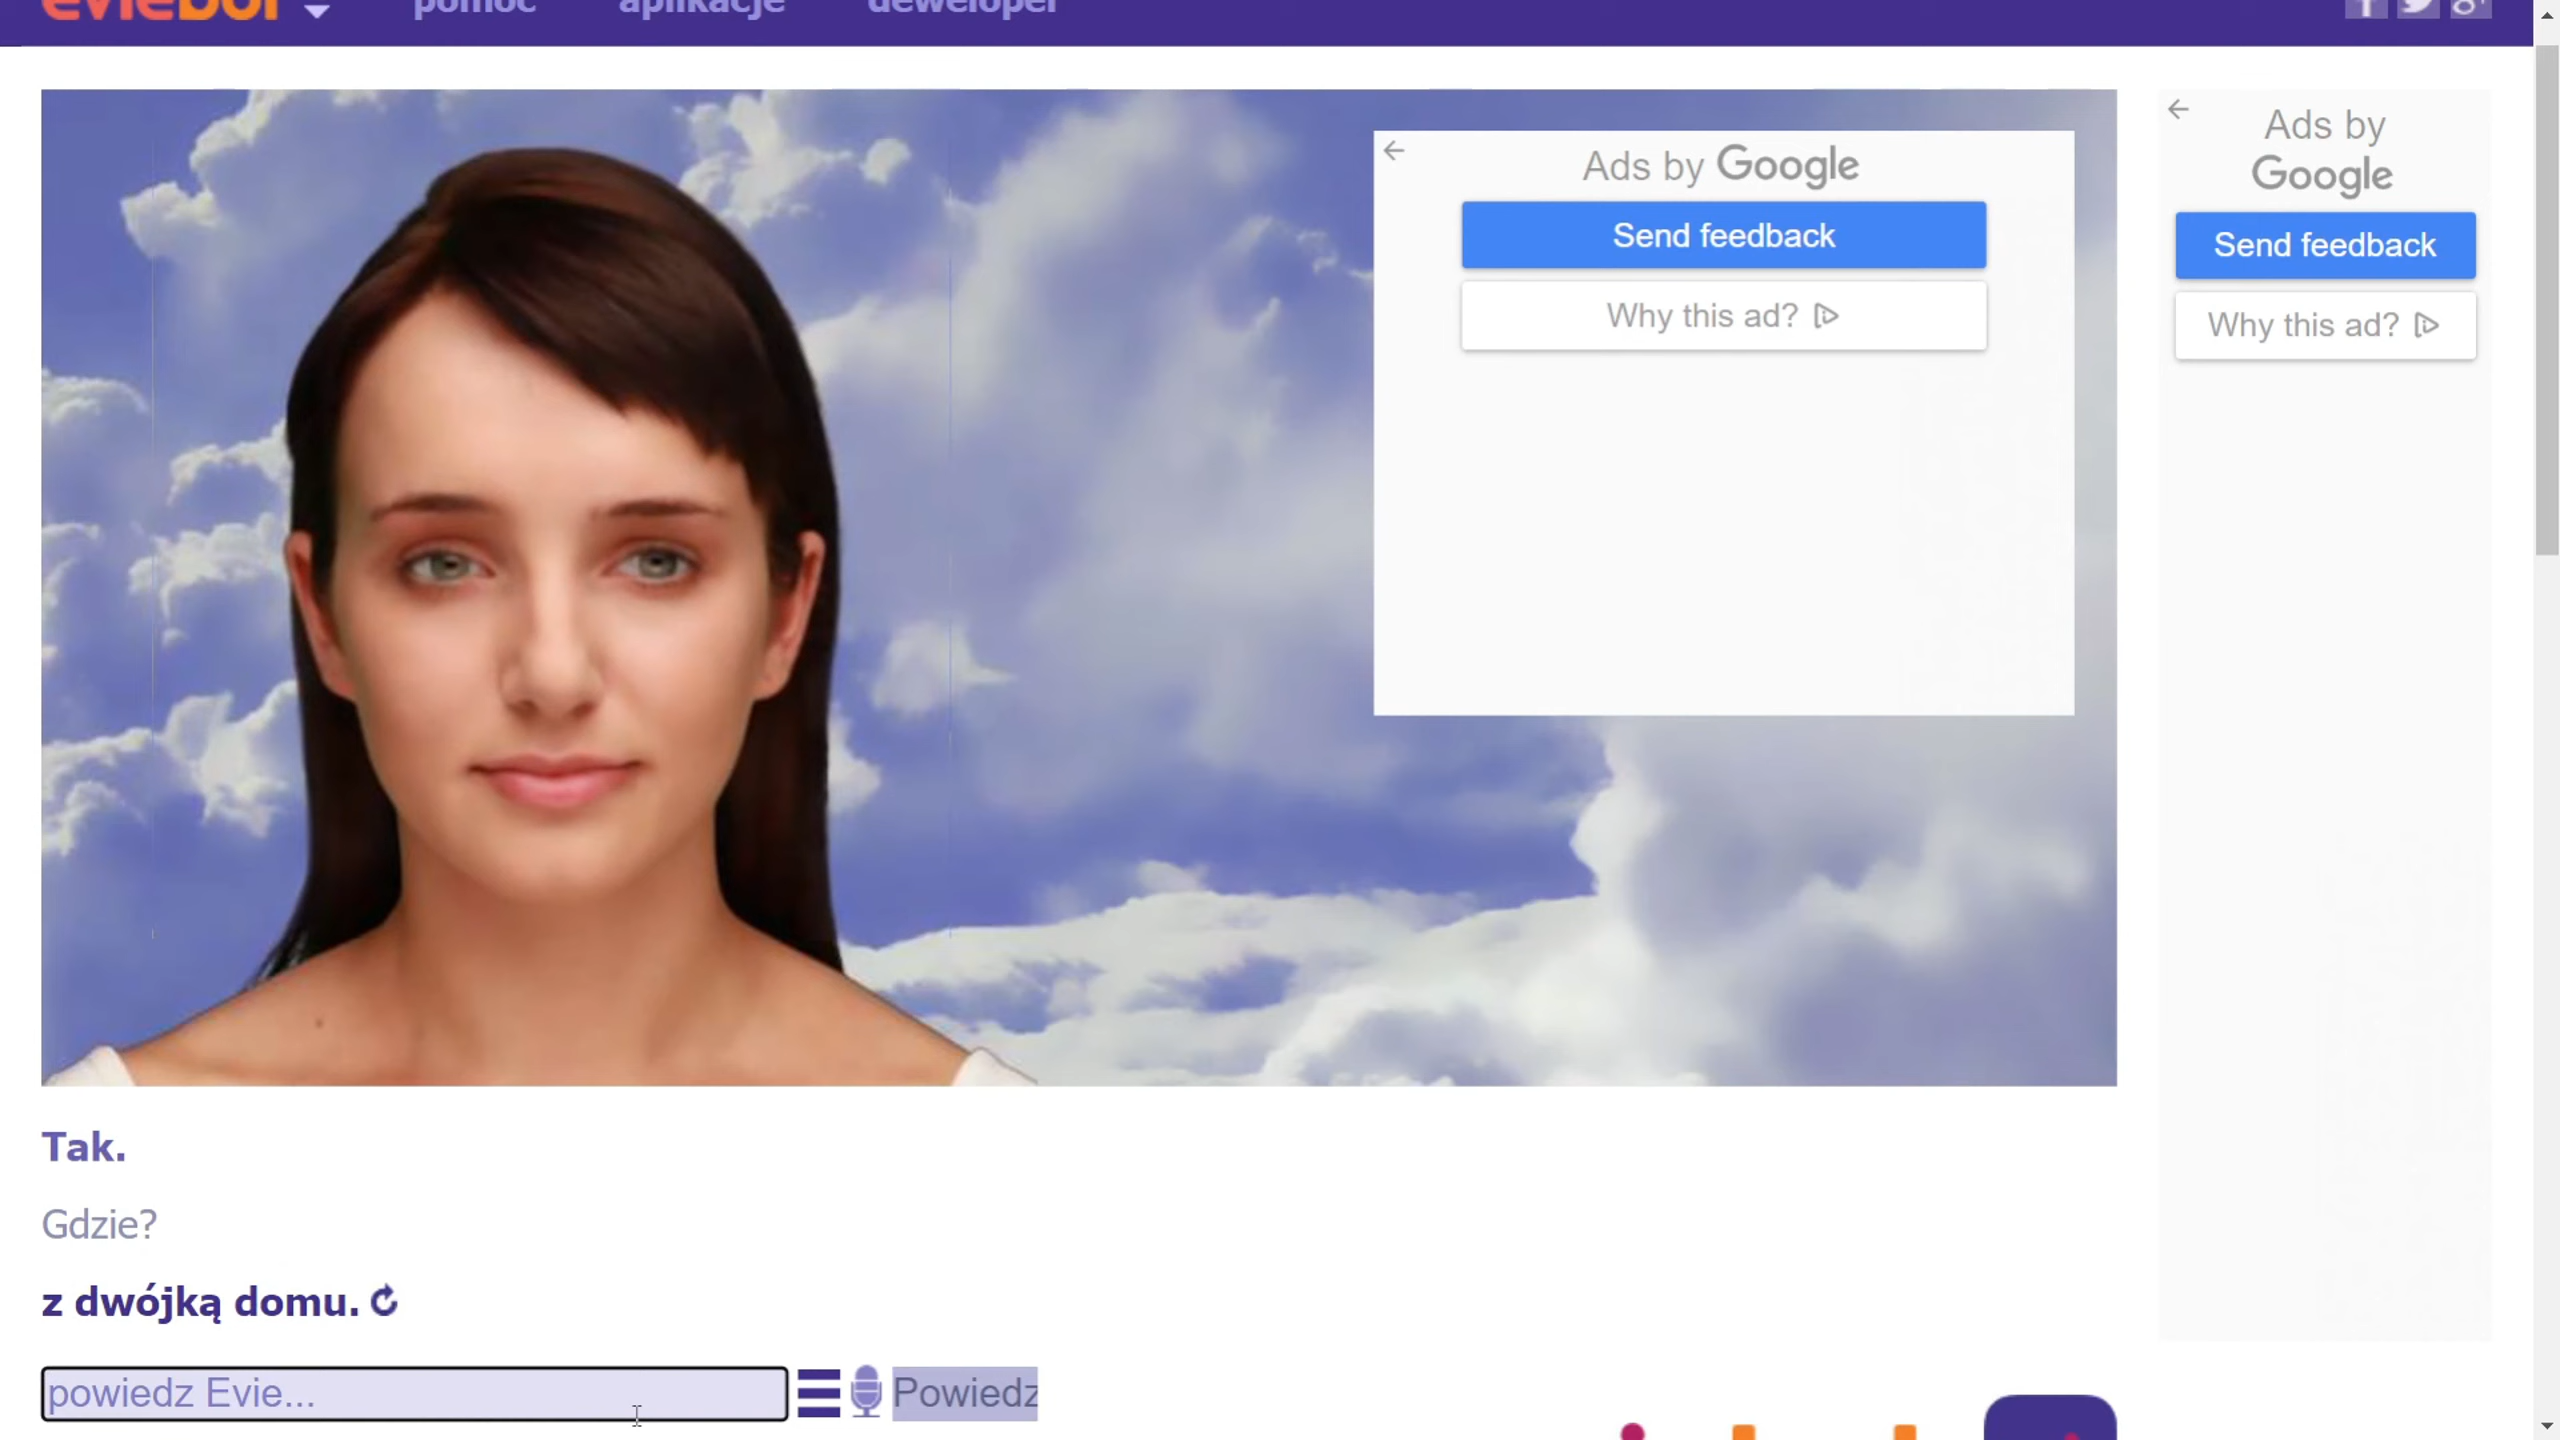 eviebot
pomoc aplikacje deweloper
Ads by Google
Send feedback
Why this ad?
Ads by
Google
Send feedback
Why this ad?
Tak.
Gdzie?
z dwójką domu.
powiedz Evie...
Powiedz